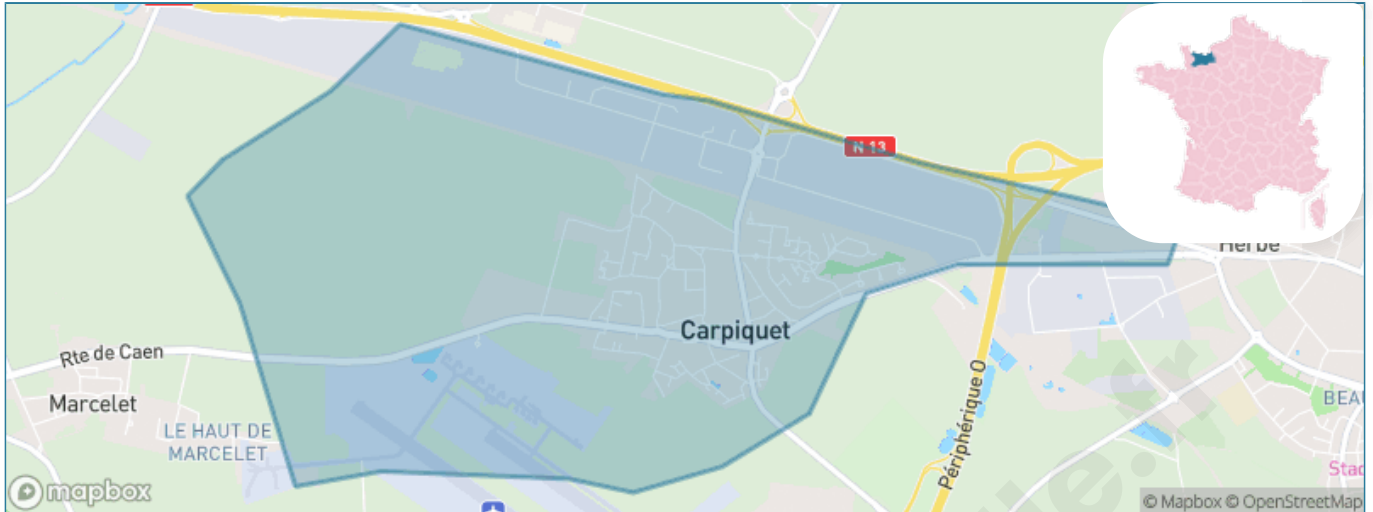 N 13
Herbe
Carpiquet
Rte de Caen
Marcelet
LE HAUT DE
MARCELET
Périphérique O
BEAU
Stad
mapbox
© Mapbox © OpenStreetMap